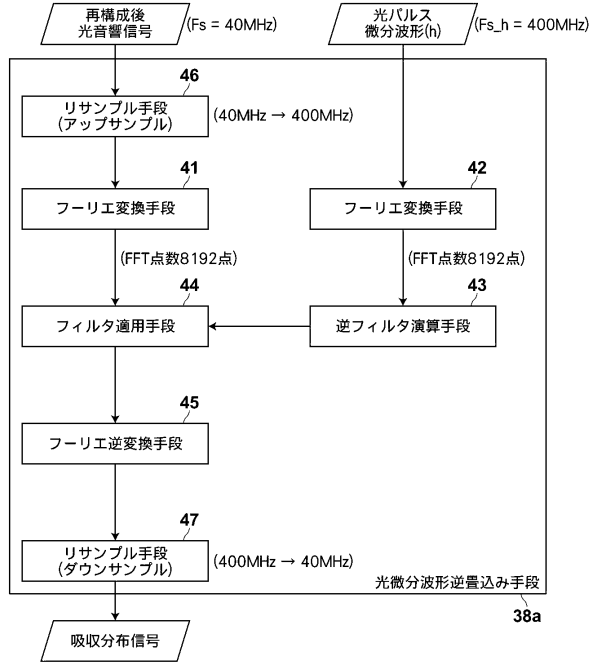 再構成後
光音響信号
(Fs = 40MHz)
光パルス
微分波形(h)
(Fs_h = 400MHz)
46
リサンプル手段
(アップサンプル)
(40MHz → 400MHz)
41
フーリエ変換手段
42
フーリエ変換手段
(FFT点数8192点)
(FFT点数8192点)
44
フィルタ適用手段
43
逆フィルタ演算手段
45
フーリエ逆変換手段
47
リサンプル手段
(ダウンサンプル)
(400MHz → 40MHz)
光微分波形逆畳込み手段
38a
吸収分布信号